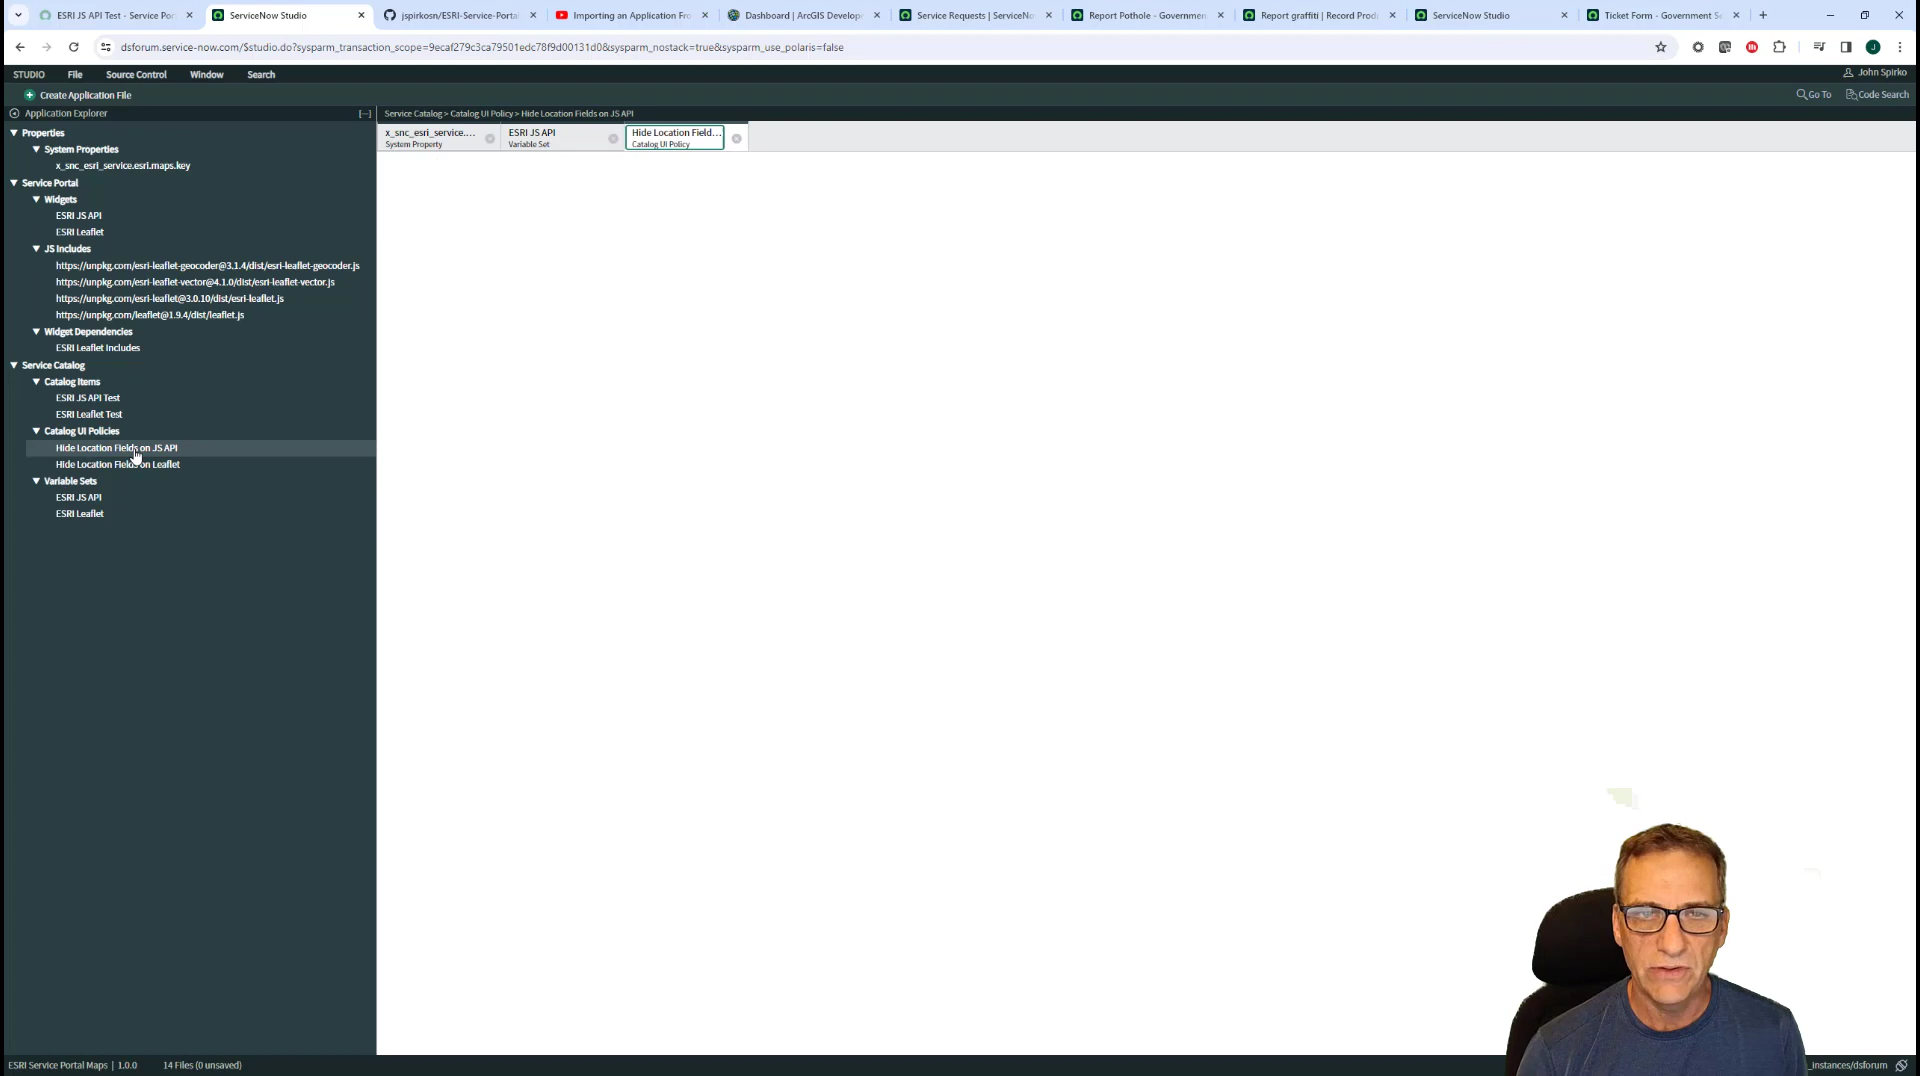 ESRI JS API Test - Service Por
ServiceNow Studio
jspirkosn/ESRI-Service-Portal
Importing an Application Fro
Dashboard | ArcGIS Develope
Service Requests | ServiceNo
Report Pothole - Governmen
Report graffiti | Record Produ
ServiceNow Studio
Ticket Form - Government Se
dsforum.service-now.com/$studio.do?sysparm_transaction_scope=9ecaf279c3ca79501edc78f9d00131d0&sysparm_nostack=true&sysparm_use_polaris=false
J
STUDIO File Source Control Window Search
John Spirko
Create Application File
Go To Code Search
Application Explorer
Service Catalog > Catalog UI Policy > Hide Location Fields on JS API
x_snc_esri_service....
System Property
ESRI JS API
Variable Set
Hide Location Field...
Catalog UI Policy
Properties
System Properties
x_snc_esri_service.esri.maps.key
Service Portal
Widgets
ESRI JS API
ESRI Leaflet
JS Includes
https://unpkg.com/esri-leaflet-geocoder@3.1.4/dist/esri-leaflet-geocoder.js
https://unpkg.com/esri-leaflet-vector@4.1.0/dist/esri-leaflet-vector.js
https://unpkg.com/esri-leaflet@3.0.10/dist/esri-leaflet.js
https://unpkg.com/leaflet@1.9.4/dist/leaflet.js
Widget Dependencies
ESRI Leaflet Includes
Service Catalog
Catalog Items
ESRI JS API Test
ESRI Leaflet Test
Catalog UI Policies
Hide Location Fields on JS API
Hide Location Fields on Leaflet
Variable Sets
ESRI JS API
ESRI Leaflet
ESRI Service Portal Maps | 1.0.0 14 Files (0 unsaved)
_instances/dsforum